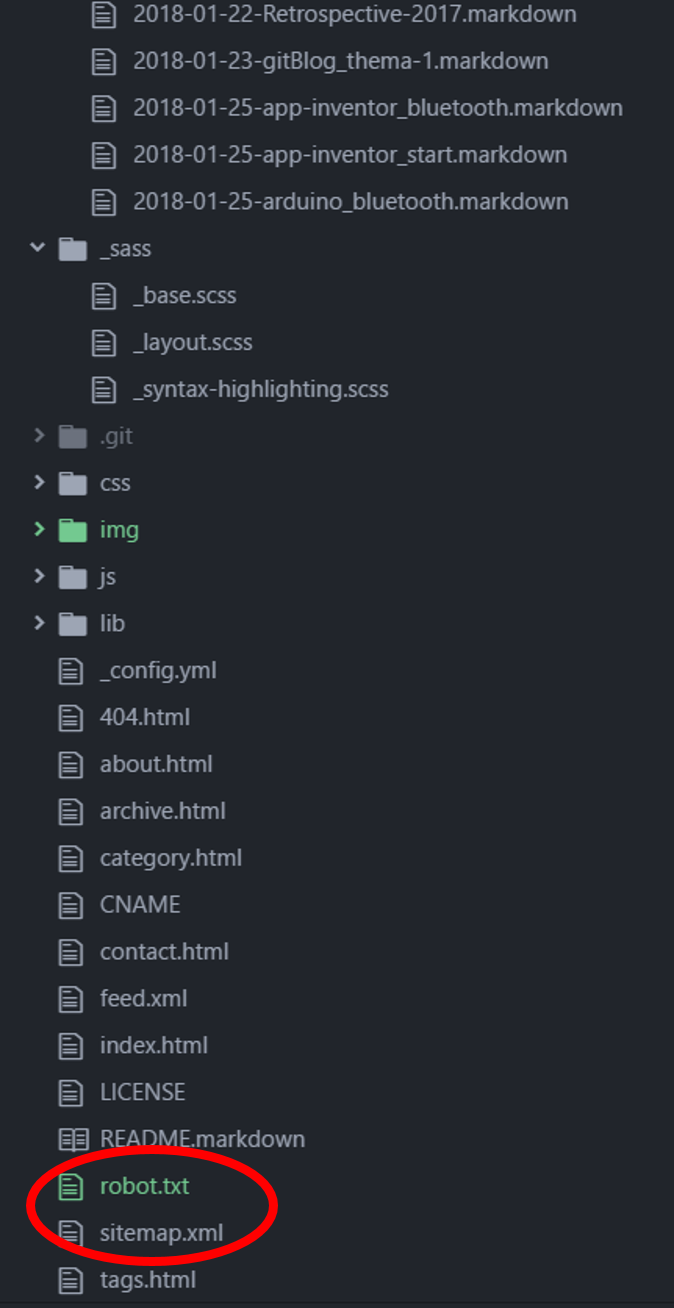 2018-01-22-Retrospective-2017.markdown
2018-01-23-gitBlog_thema-1.markdown
2018-01-25-app-inventor_bluetooth.markdown
2018-01-25-app-inventor_start.markdown
2018-01-25-arduino_bluetooth.markdown
_sass
_base.scss
_layout.scss
_syntax-highlighting.scss
.git
css
img
js
lib
_config.yml
404.html
about.html
archive.html
category.html
CNAME
contact.html
feed.xml
index.html
LICENSE
README.markdown
robot.txt
sitemap.xml
tags.html